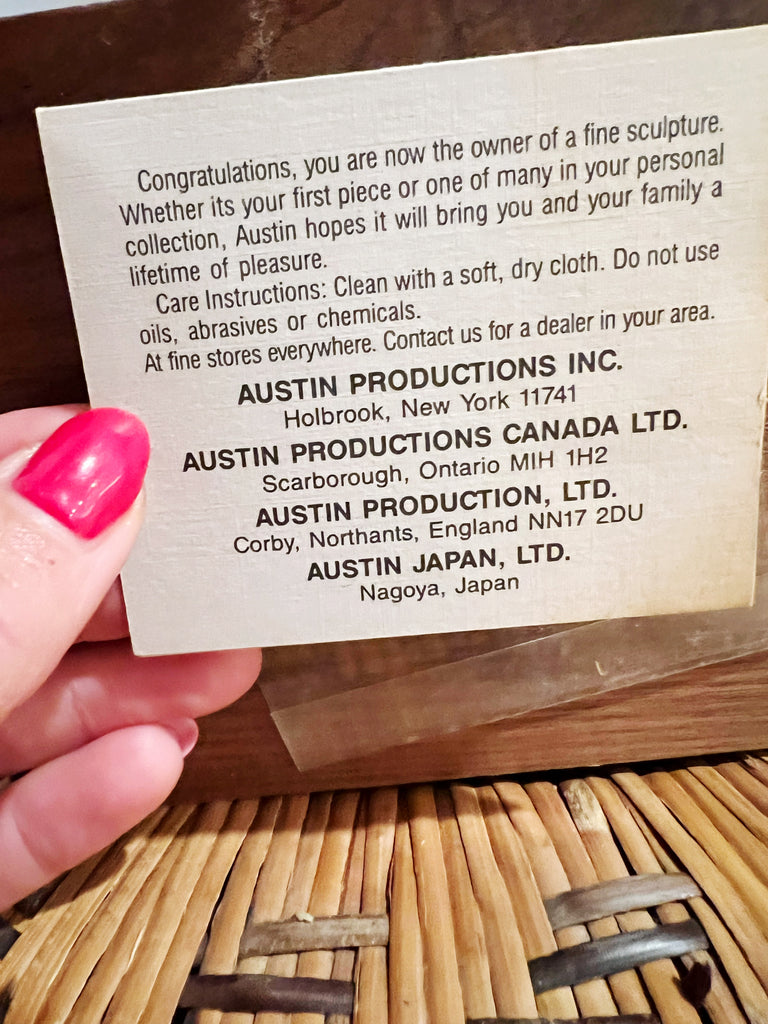 Congratulations, you are now the owner of a fine sculpture.
Whether its your first piece or one of many in your personal
collection, Austin hopes it will bring you and your family a
lifetime of pleasure.
Care Instructions: Clean with a soft, dry cloth. Do not use
oils, abrasives or chemicals.
At fine stores everywhere. Contact us for a dealer in your area.
AUSTIN PRODUCTIONS INC.
Holbrook, New York 11741
AUSTIN PRODUCTIONS CANADA LTD.
Scarborough, Ontario MIH 1H2
AUSTIN PRODUCTION, LTD.
Corby, Northants, England NN17 2DU
AUSTIN JAPAN, LTD.
Nagoya, Japan